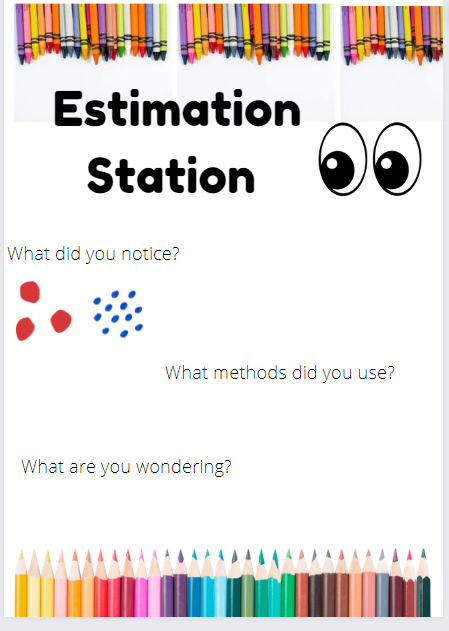 Estimation
Station
What did you notice?
What methods did you use?
What are you wondering?